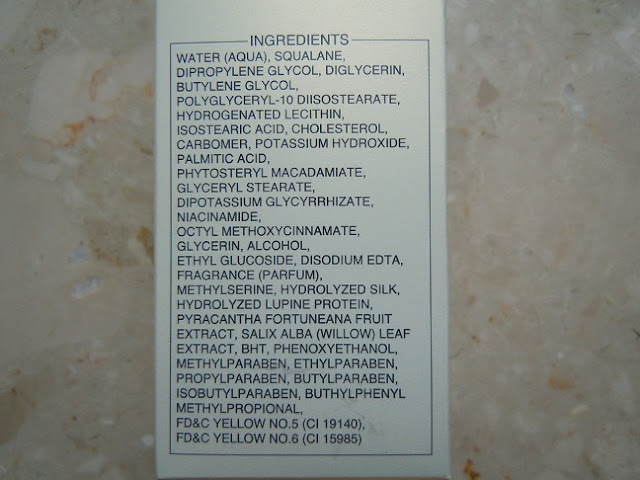 INGREDIENTS
WATER (AQUA), SQUALANE,
DIPROPYLENE GLYCOL, DIGLYCERIN,
BUTYLENE GLYCOL,
POLYGLYCERYL-10 DIISOSTEARATE,
HYDROGENATED LECITHIN,
ISOSTEARIC ACID, CHOLESTEROL,
CARBOMER, POTASSIUM HYDROXIDE,
PALMITIC ACID,
PHYTOSTERYL MACADAMIATE,
GLYCERYL STEARATE,
DIPOTASSIUM GLYCYRRHIZATE,
NIACINAMIDE,
OCTYL METHOXYCINNAMATE,
GLYCERIN, ALCOHOL,
ETHYL GLUCOSIDE, DISODIUM EDTA,
FRAGRANCE (PARFUM),
METHYLSERINE, HYDROLYZED SILK,
HYDROLYZED LUPINE PROTEIN,
PYRACANTHA FORTUNEANA FRUIT
EXTRACT, SALIX ALBA (WILLOW) LEAF
EXTRACT, BHT, PHENOXYETHANOL,
METHYLPARABEN, ETHYLPARABEN,
PROPYLPARABEN, BUTYLPARABEN,
ISOBUTYLPARABEN, BUTHYLPHENYL
METHYLPROPIONAL,
FD&C YELLOW NO.5 (CI 19140),
FD&C YELLOW NO.6 (CI 15985)